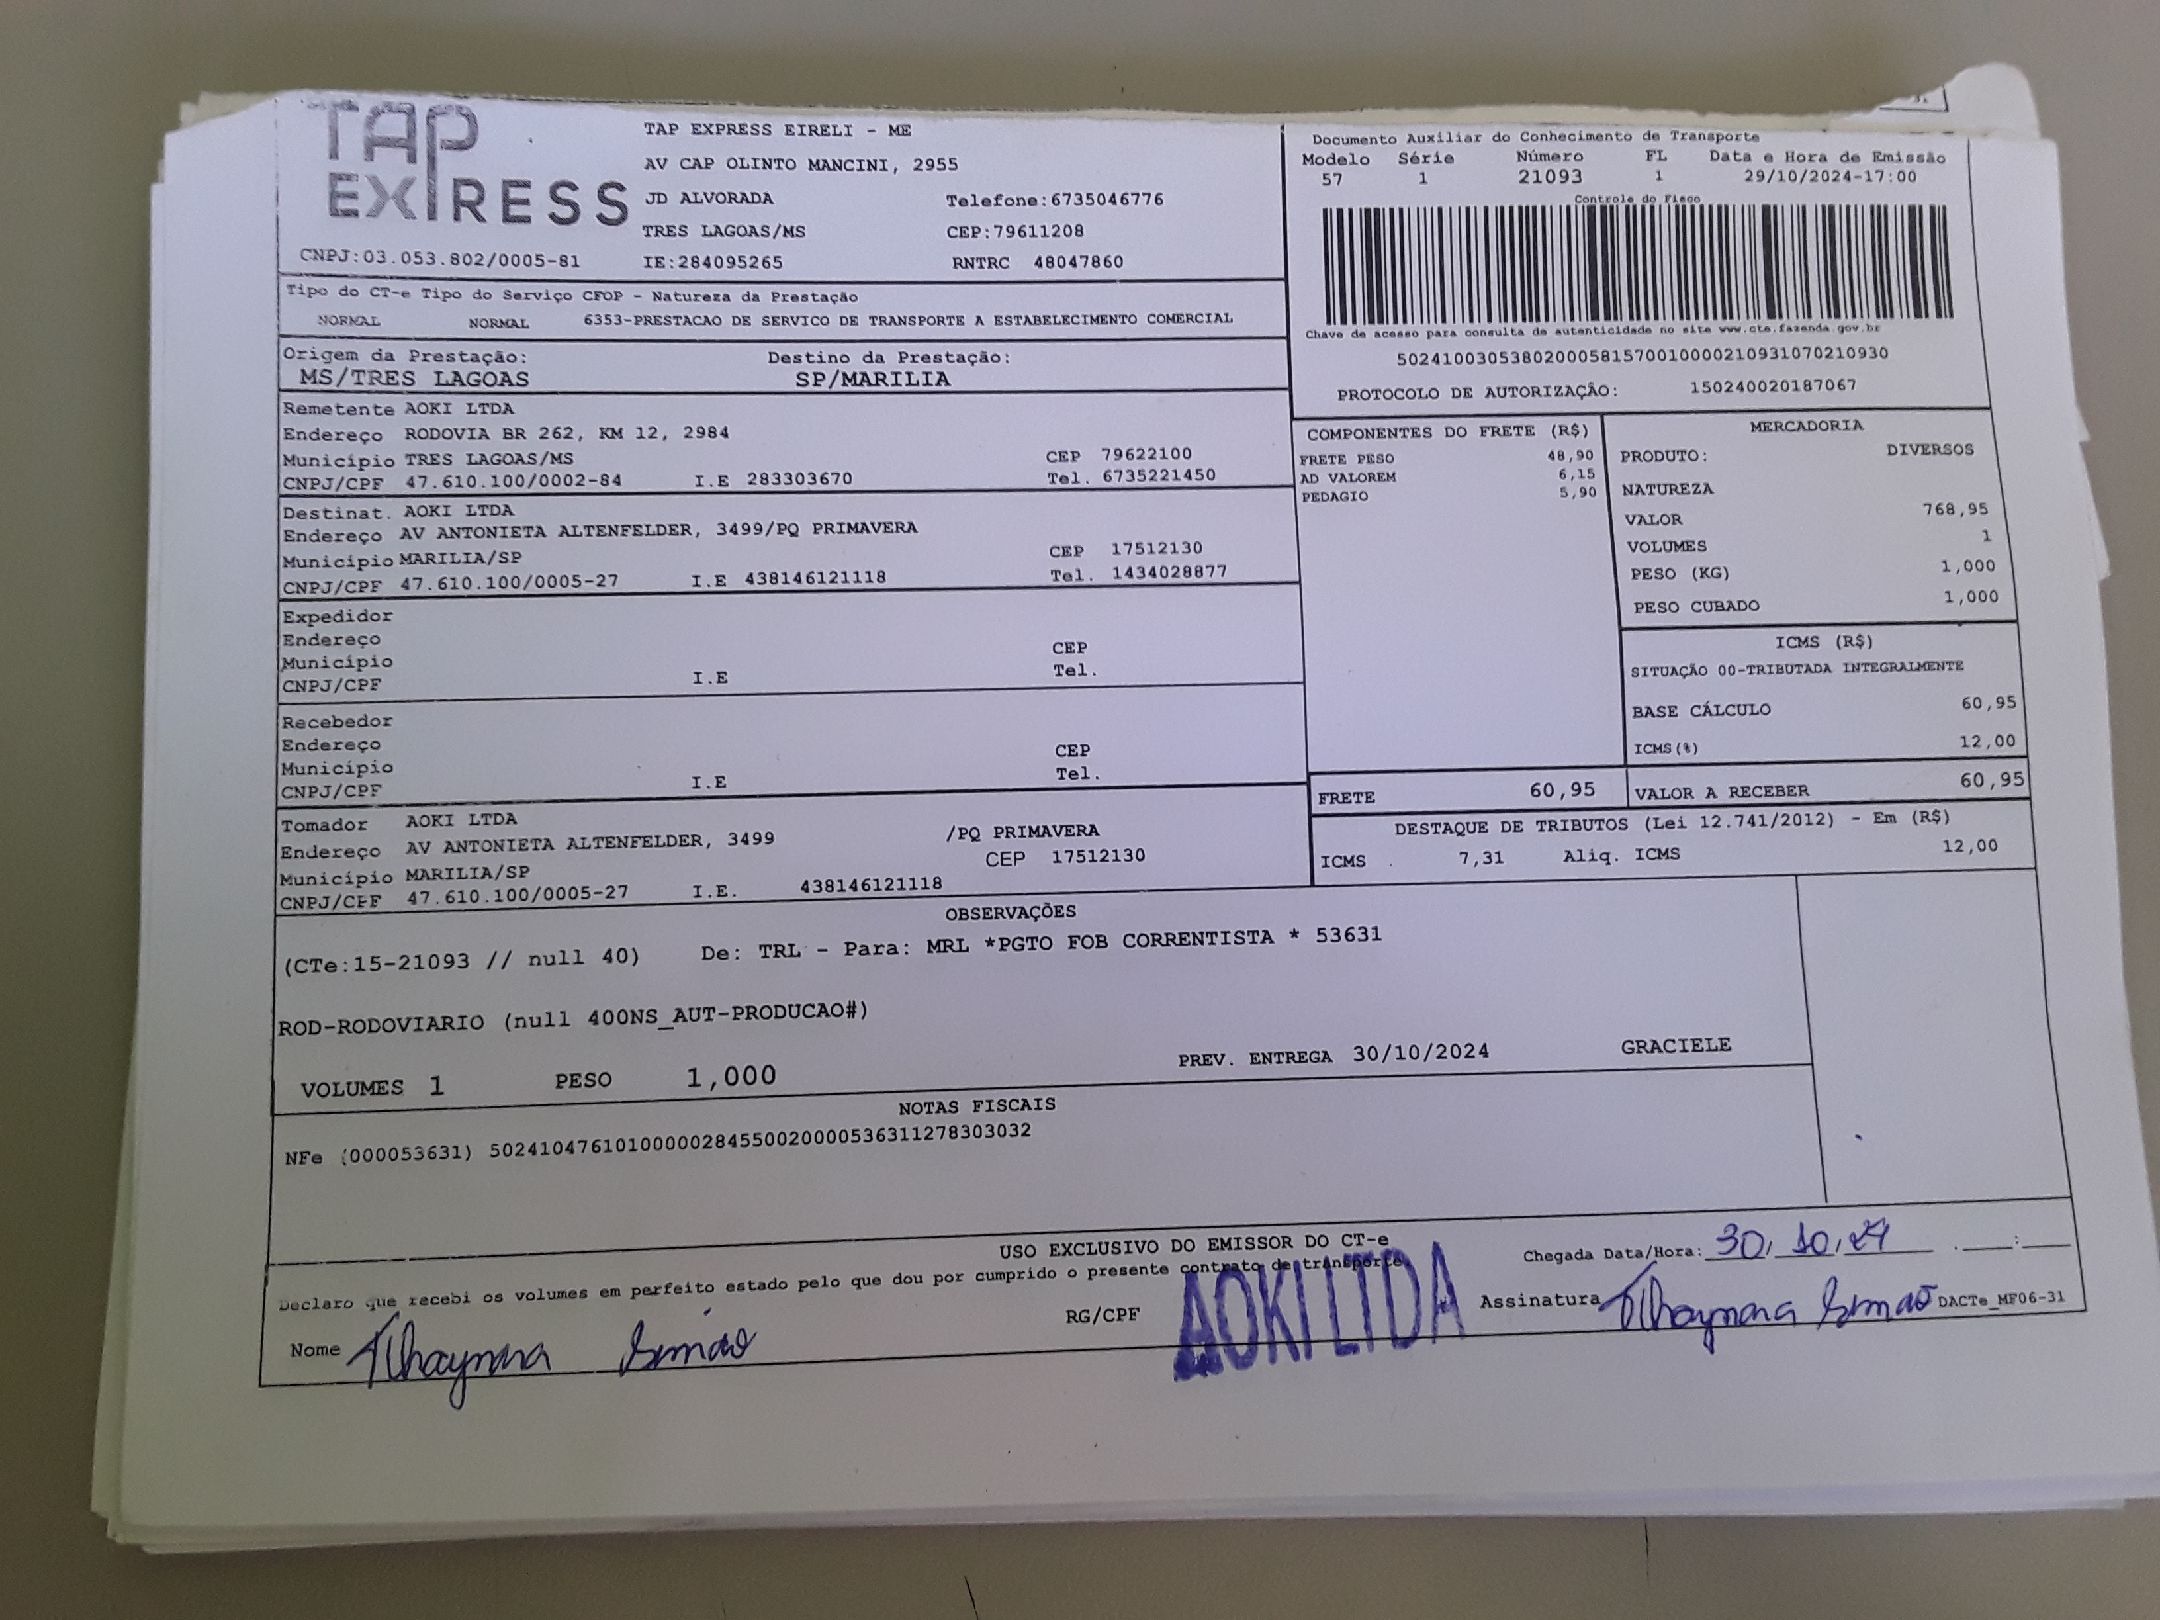 TAP EXPRESS
TAP EXPRESS EIRELI - ME
AV CAP OLINTO MANCINI, 2955
JD ALVORADA Telefone:6735046776
TRES LAGOAS/MS CEP:79611208
CNPJ:03.053.802/0005-81 IE:284095265 RNTRC 48047860
Documento Auxiliar do Conhecimento de Transporte
Modelo Série Número FL Data e Hora de Emissão
57 1 21093 1 29/10/2024-17:00
Controle do Fisco
Chave de acesso para consulta de autenticidade no site www.cte.fazenda.gov.br
50241003053802000581570010000210931070210930
PROTOCOLO DE AUTORIZAÇÃO: 150240020187067
Tipo do CT-e Tipo do Serviço CFOP - Natureza da Prestação
NORMAL NORMAL 6353-PRESTACAO DE SERVICO DE TRANSPORTE A ESTABELECIMENTO COMERCIAL
Origem da Prestação: Destino da Prestação:
MS/TRES LAGOAS SP/MARILIA
Remetente AOKI LTDA
Endereço RODOVIA BR 262, KM 12, 2984
Município TRES LAGOAS/MS CEP 79622100
CNPJ/CPF 47.610.100/0002-84 I.E 283303670 Tel. 6735221450
Destinat. AOKI LTDA
Endereço AV ANTONIETA ALTENFELDER, 3499/PQ PRIMAVERA
Município MARILIA/SP CEP 17512130
CNPJ/CPF 47.610.100/0005-27 I.E 438146121118 Tel. 1434028877
Expedidor
Endereço
Município CEP
CNPJ/CPF I.E Tel.
Recebedor
Endereço
Município CEP
CNPJ/CPF I.E Tel.
Tomador AOKI LTDA
Endereço AV ANTONIETA ALTENFELDER, 3499 /PQ PRIMAVERA
Município MARILIA/SP CEP 17512130
CNPJ/CPF 47.610.100/0005-27 I.E. 438146121118
COMPONENTES DO FRETE (R$)
FRETE PESO 48,90
AD VALOREM 6,15
PEDAGIO 5,90
MERCADORIA
PRODUTO: DIVERSOS
NATUREZA
VALOR 768,95
VOLUMES 1
PESO (KG) 1,000
PESO CUBADO 1,000
ICMS (R$)
SITUAÇÃO 00-TRIBUTADA INTEGRALMENTE
BASE CÁLCULO 60,95
ICMS(%) 12,00
FRETE 60,95 VALOR A RECEBER 60,95
DESTAQUE DE TRIBUTOS (Lei 12.741/2012) - Em (R$)
ICMS 7,31 Aliq. ICMS 12,00
OBSERVAÇÕES
(CTe:15-21093 // null 40) De: TRL - Para: MRL *PGTO FOB CORRENTISTA * 53631
ROD-RODOVIARIO (null 400NS_AUT-PRODUCAO#)
VOLUMES 1 PESO 1,000 PREV. ENTREGA 30/10/2024 GRACIELE
NOTAS FISCAIS
NFe (000053631) 50241047610100000284550020000536311278303032
USO EXCLUSIVO DO EMISSOR DO CT-e
Declaro que recebi os volumes em perfeito estado pelo que dou por cumprido o presente contrato de transporte.
Chegada Data/Hora: 30,10,24
Nome Thaynara Simão RG/CPF AOKI LTDA Assinatura Thaynara Simão DACTe_MF06-31